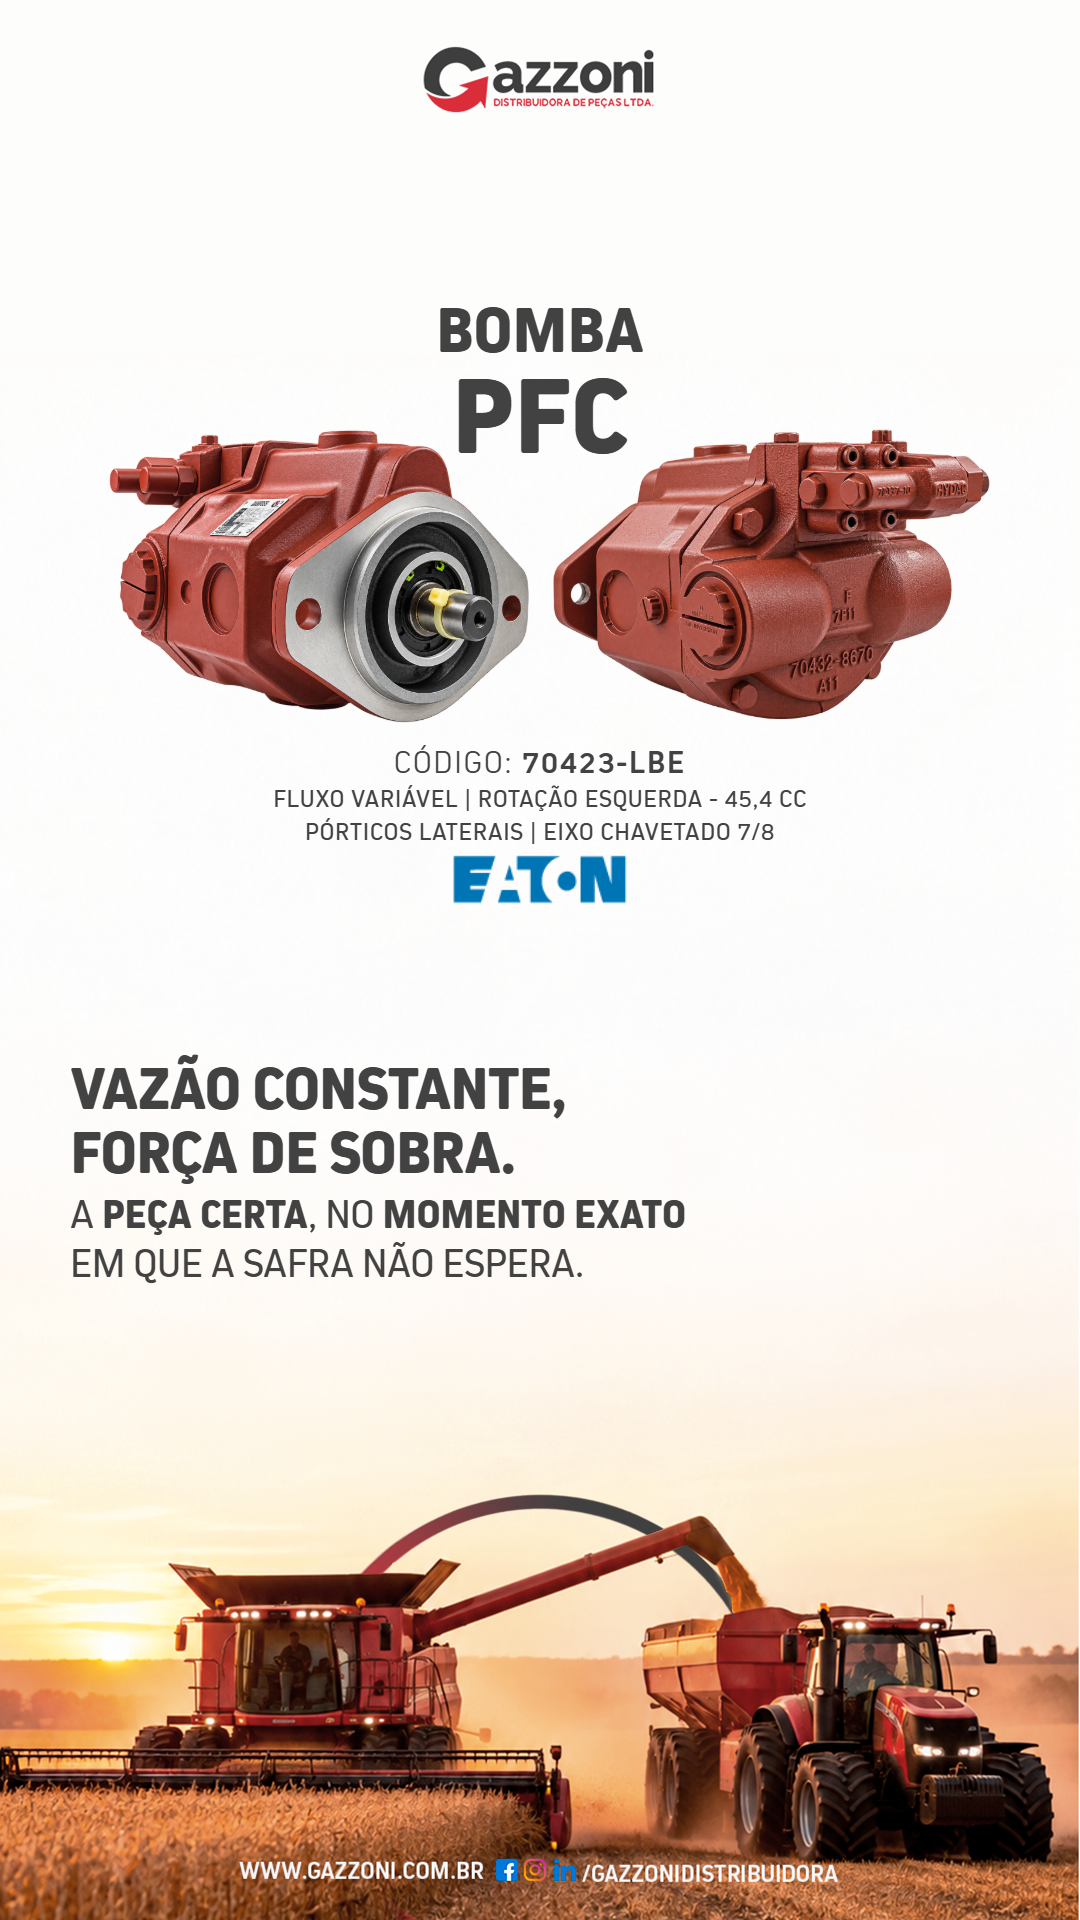 Gazzoni
DISTRIBUIDORA DE PEÇAS LTDA.
BOMBA
PFC
HYDAC
F
7F11
70432-8670
A11
CÓDIGO: 70423-LBE
FLUXO VARIÁVEL | ROTAÇÃO ESQUERDA - 45,4 CC
PÓRTICOS LATERAIS | EIXO CHAVETADO 7/8
EATON
VAZÃO CONSTANTE,
FORÇA DE SOBRA.
A PEÇA CERTA, NO MOMENTO EXATO
EM QUE A SAFRA NÃO ESPERA.
WWW.GAZZONI.COM.BR /GAZZONIDISTRIBUIDORA